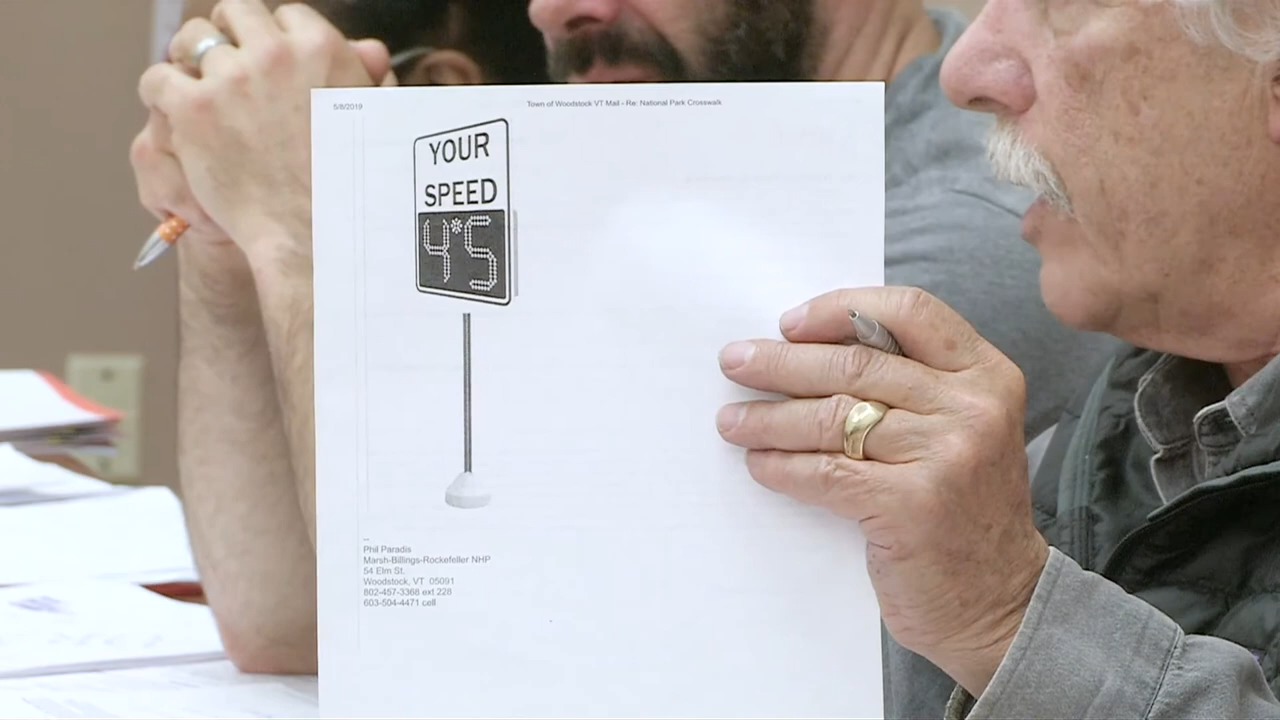 5/8/2019
Town of Woodstock VT Mail - Re: National Park Crosswalk
YOUR
SPEED
4*5
--
Phil Paradis
Marsh-Billings-Rockefeller NHP
54 Elm St.
Woodstock, VT 05091
802-457-3368 ext 228
603-504-4471 cell